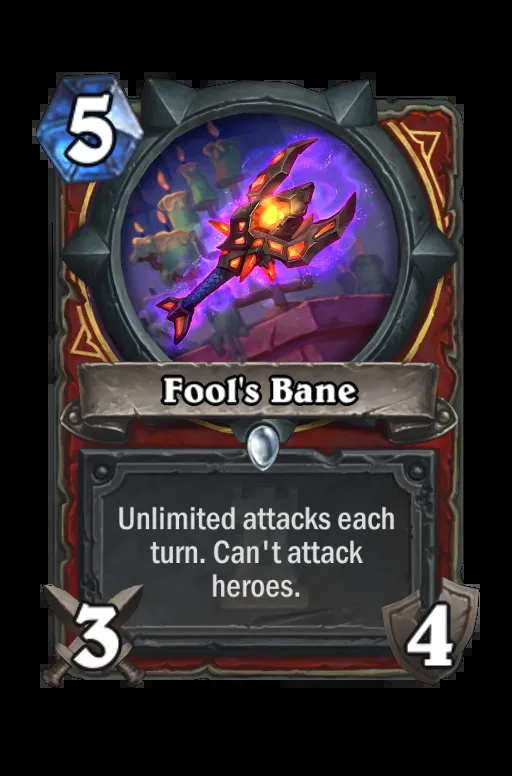 5
Fool's Bane
Unlimited attacks each
turn. Can't attack
heroes.
3
4